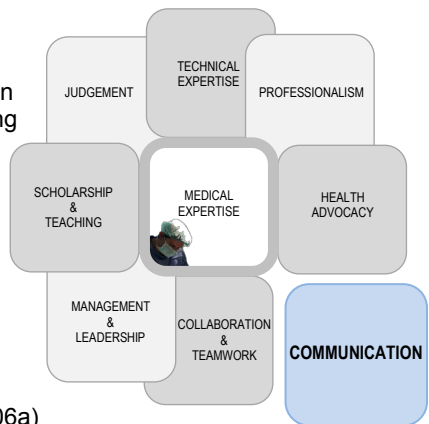 TECHNICAL
EXPERTISE
JUDGEMENT
PROFESSIONALISM
SCHOLARSHIP
&
TEACHING
MEDICAL
EXPERTISE
HEALTH
ADVOCACY
MANAGEMENT
&
LEADERSHIP
COLLABORATION
&
TEAMWORK
COMMUNICATION